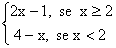 2x−1, se x ≥ 2
4−x, se x < 2